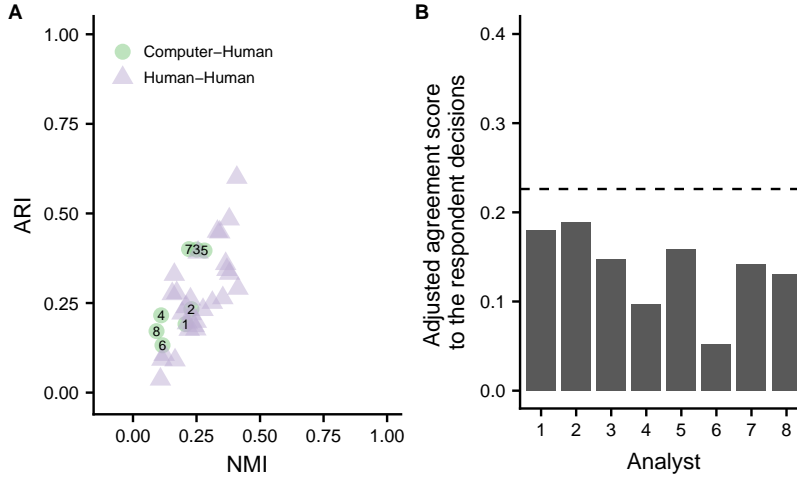 A
1.00
0.75
0.50
0.25
0.00
ARI
Computer−Human
Human−Human
735
2
4
1
8
6
0.00 0.25 0.50 0.75 1.00
NMI
B
0.4
0.3
0.2
0.1
0.0
Adjusted agreement score
to the respondent decisions
1 2 3 4 5 6 7 8
Analyst